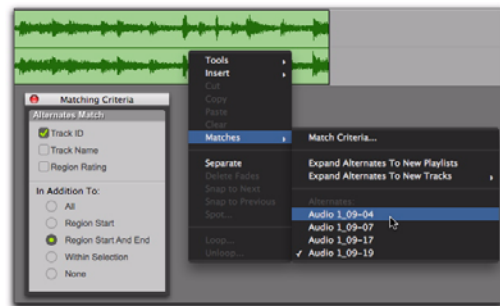 Matching Criteria
Alternates Match
Track ID
Track Name
Region Rating
In Addition To:
All
Region Start
Region Start And End
Within Selection
None
Tools
Insert
Cut
Copy
Paste
Clear
Matches
Separate
Delete Fades
Snap to Next
Snap to Previous
Spot...
Loop...
Unloop...
Match Criteria...
Expand Alternates To New Playlists
Expand Alternates To New Tracks
Alternates:
Audio 1_09-04
Audio 1_09-07
Audio 1_09-17
Audio 1_09-19